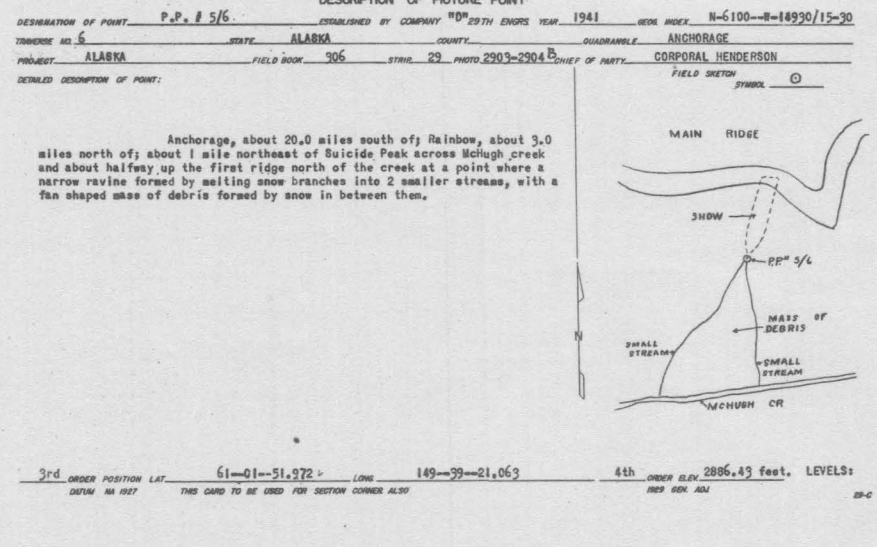 DESCRIPTION OF PICTURE POINT
DESIGNATION OF POINT P.P. # 5/6 ESTABLISHED BY COMPANY "D" 29TH ENGRS YEAR 1941 GEOG. INDEX N-6100--W-14930/15-30
TRAVERSE NO. 6 STATE ALASKA COUNTY QUADRANGLE ANCHORAGE
PROJECT ALASKA FIELD BOOK 906 STRIP 29 PHOTO 2903-2904 B CHIEF OF PARTY CORPORAL HENDERSON
DETAILED DESCRIPTION OF POINT:
FIELD SKETCH
SYMBOL
Anchorage, about 20.0 miles south of; Rainbow, about 3.0
miles north of; about 1 mile northeast of Suicide Peak across McHugh creek
and about halfway up the first ridge north of the creek at a point where a
narrow ravine formed by melting snow branches into 2 smaller streams, with a
fan shaped mass of debris formed by snow in between them.
MAIN RIDGE
SNOW
P.P.# 5/6
N
MASS OF
DEBRIS
SMALL
STREAM
SMALL
STREAM
MCHUGH CR
3rd ORDER POSITION LAT 61--01--51.972 LONG 149--39--21.063 4th ORDER ELEV. 2886.43 feet. LEVELS:
DATUM NA 1927 THIS CARD TO BE USED FOR SECTION CORNER ALSO 1929 GEN. ADJ
29-C